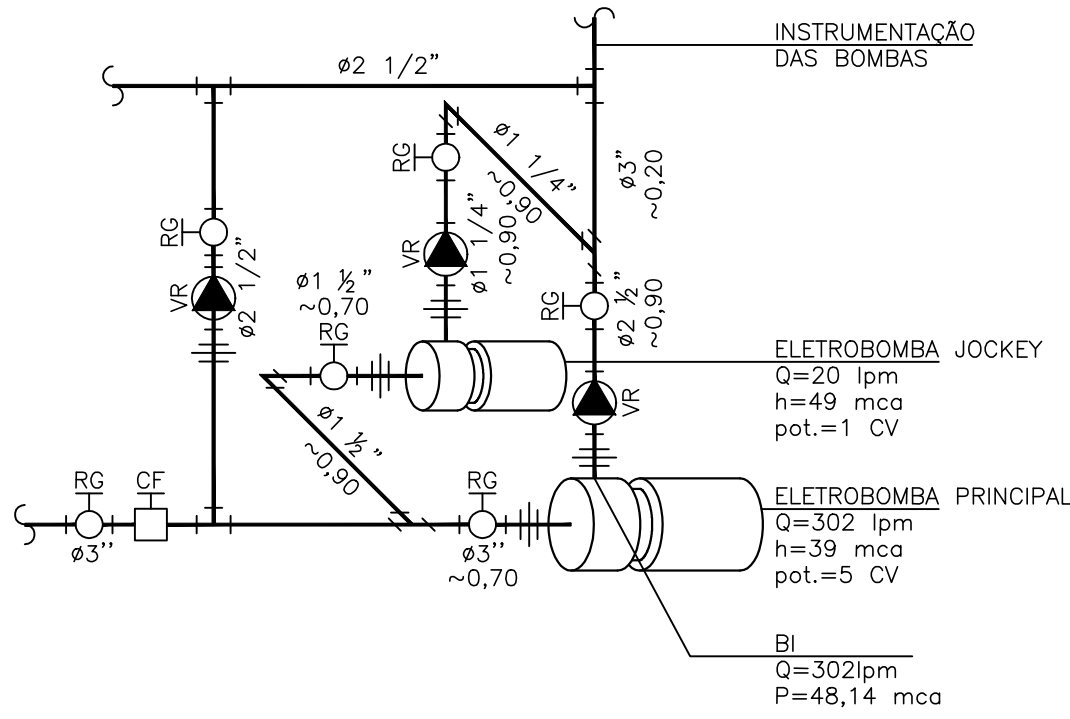 INSTRUMENTAÇÃO
DAS BOMBAS
ø2 1/2”
ø1 1/4”
~0,90
ø3”
~0,20
RG
RG
VR
ø2 1/2”
VR
ø1 1/4”
~0,90
ø1 ½”
~0,70
RG
RG
ø2 ½”
~0,90
VR
ELETROBOMBA JOCKEY
Q=20 lpm
h=49 mca
pot.=1 CV
ø1 ½”
~0,90
RG
CF
ø3’’
RG
ø3’’
~0,70
ELETROBOMBA PRINCIPAL
Q=302 lpm
h=39 mca
pot.=5 CV
BI
Q=302lpm
P=48,14 mca